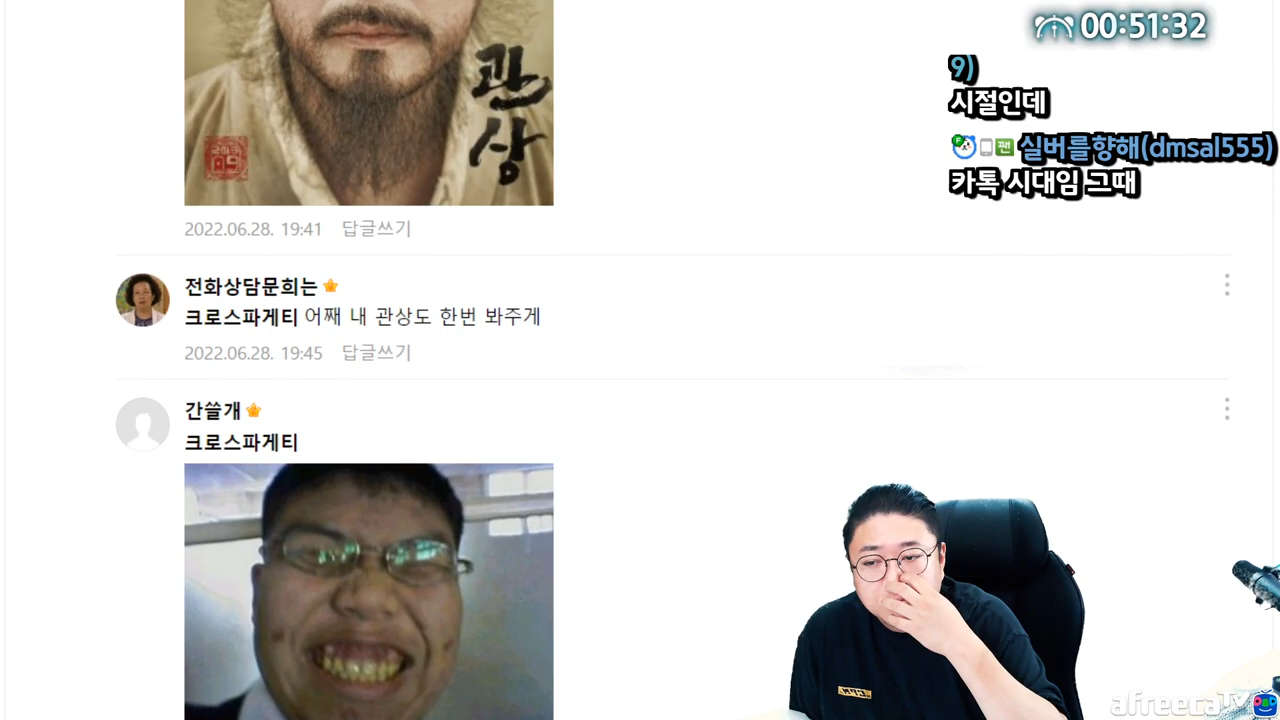 00:51:32
9)
시절인데
팬 실버를향해(dmsal555)
카톡 시대임 그때
관
상
2022.06.28. 19:41 답글쓰기
전화상담문희는
크로스파게티 어째 내 관상도 한번 봐주게
2022.06.28. 19:45 답글쓰기
간쓸개
크로스파게티
afreecaTV